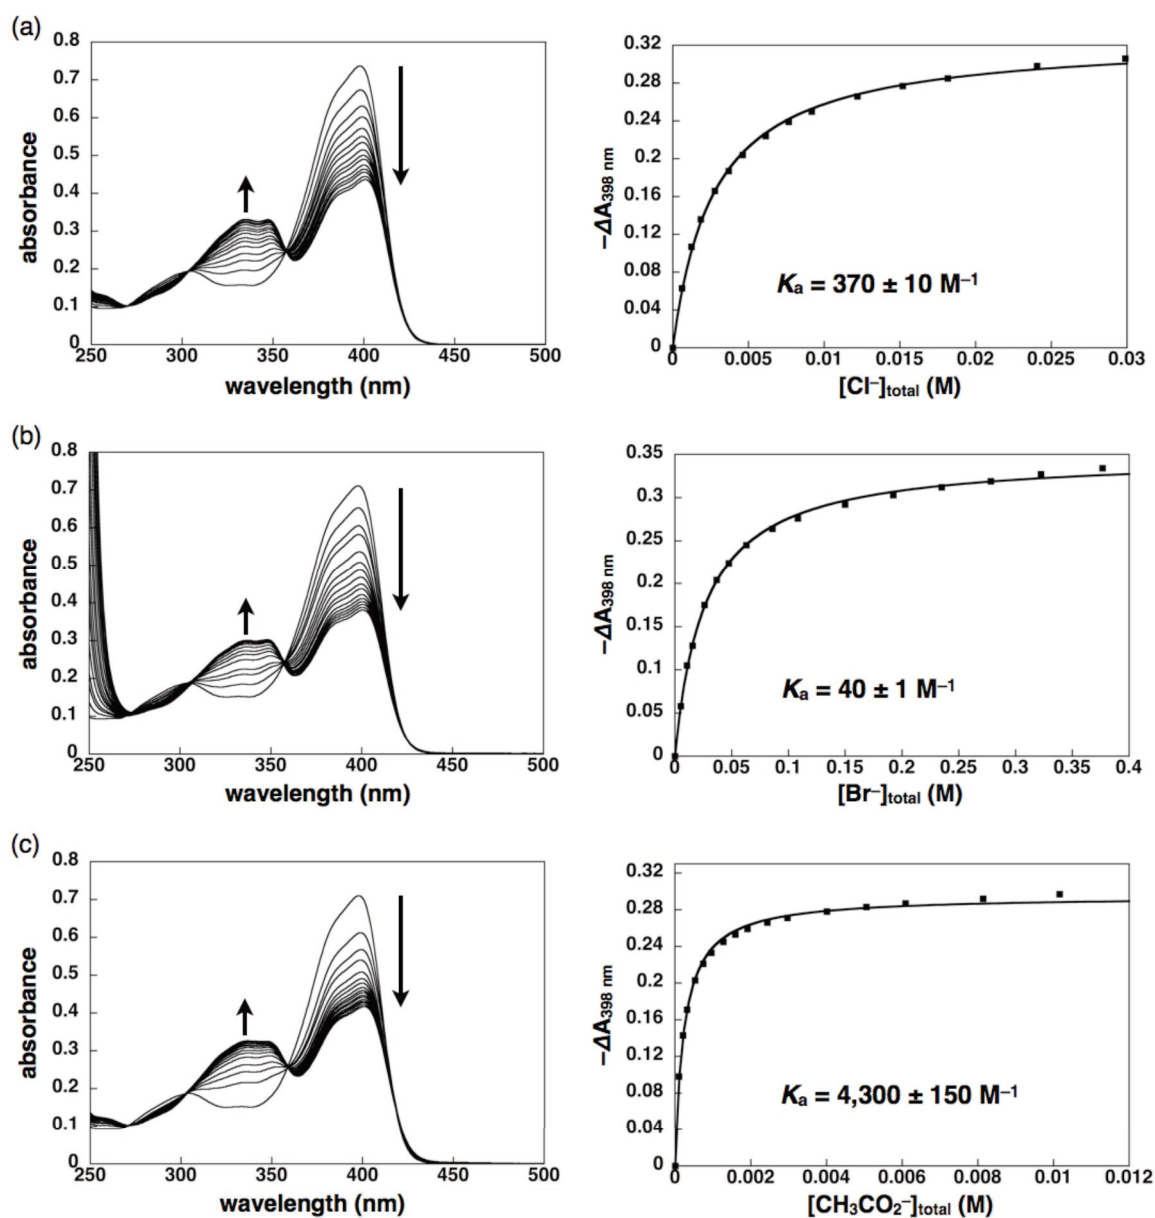 (a)
0.8
0.7
0.6
0.5
0.4
0.3
0.2
0.1
0
absorbance
250 300 350 400 450 500
wavelength (nm)
0.32
0.28
0.24
0.2
0.16
0.12
0.08
0.04
0
–ΔA398 nm
Ka = 370 ± 10 M–1
0 0.005 0.01 0.015 0.02 0.025 0.03
[Cl–]total (M)
(b)
0.8
0.7
0.6
0.5
0.4
0.3
0.2
0.1
0
absorbance
250 300 350 400 450 500
wavelength (nm)
0.35
0.3
0.25
0.2
0.15
0.1
0.05
0
–ΔA398 nm
Ka = 40 ± 1 M–1
0 0.05 0.1 0.15 0.2 0.25 0.3 0.35 0.4
[Br–]total (M)
(c)
0.8
0.7
0.6
0.5
0.4
0.3
0.2
0.1
0
absorbance
250 300 350 400 450 500
wavelength (nm)
0.32
0.28
0.24
0.2
0.16
0.12
0.08
0.04
0
–ΔA398 nm
Ka = 4,300 ± 150 M–1
0 0.002 0.004 0.006 0.008 0.01 0.012
[CH3CO2–]total (M)